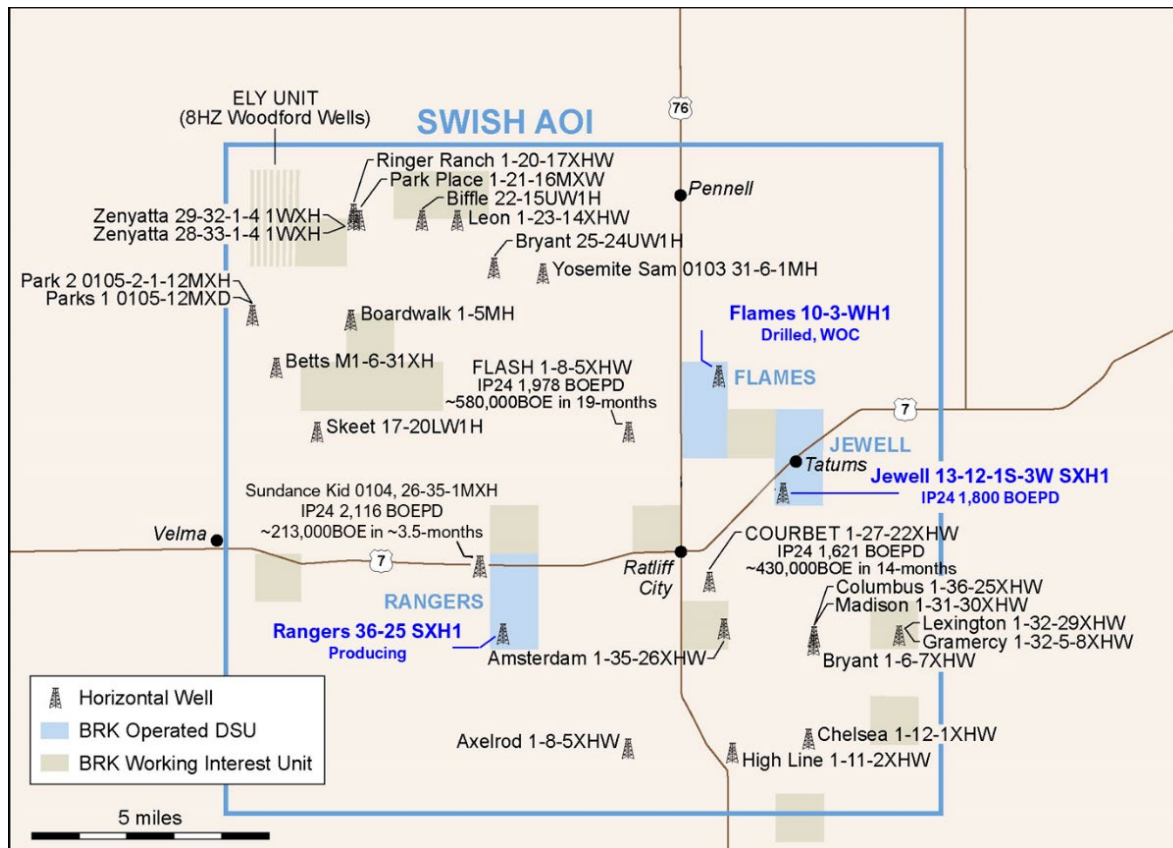 76
ELY UNIT
(8HZ Woodford Wells)
SWISH AOI
Ringer Ranch 1-20-17XHW
Park Place 1-21-16MXW
Biffle 22-15UW1H
Leon 1-23-14XHW
Pennell
Zenyatta 29-32-1-4 1WXH
Zenyatta 28-33-1-4 1WXH
Bryant 25-24UW1H
Yosemite Sam 0103 31-6-1MH
Park 2 0105-2-1-12MXH
Parks 1 0105-12MXD
Boardwalk 1-5MH
Flames 10-3-WH1
Drilled, WOC
Betts M1-6-31XH
FLASH 1-8-5XHW
IP24 1,978 BOEPD
~580,000BOE in 19-months
FLAMES
7
Skeet 17-20LW1H
JEWELL
Tatums
Jewell 13-12-1S-3W SXH1
IP24 1,800 BOEPD
Sundance Kid 0104, 26-35-1MXH
IP24 2,116 BOEPD
~213,000BOE in ~3.5-months
Velma
7
Ratliff
City
COURBET 1-27-22XHW
IP24 1,621 BOEPD
~430,000BOE in 14-months
Columbus 1-36-25XHW
Madison 1-31-30XHW
Lexington 1-32-29XHW
Gramercy 1-32-5-8XHW
Bryant 1-6-7XHW
RANGERS
Rangers 36-25 SXH1
Producing
Amsterdam 1-35-26XHW
Horizontal Well
BRK Operated DSU
BRK Working Interest Unit
Axelrod 1-8-5XHW
Chelsea 1-12-1XHW
High Line 1-11-2XHW
5 miles